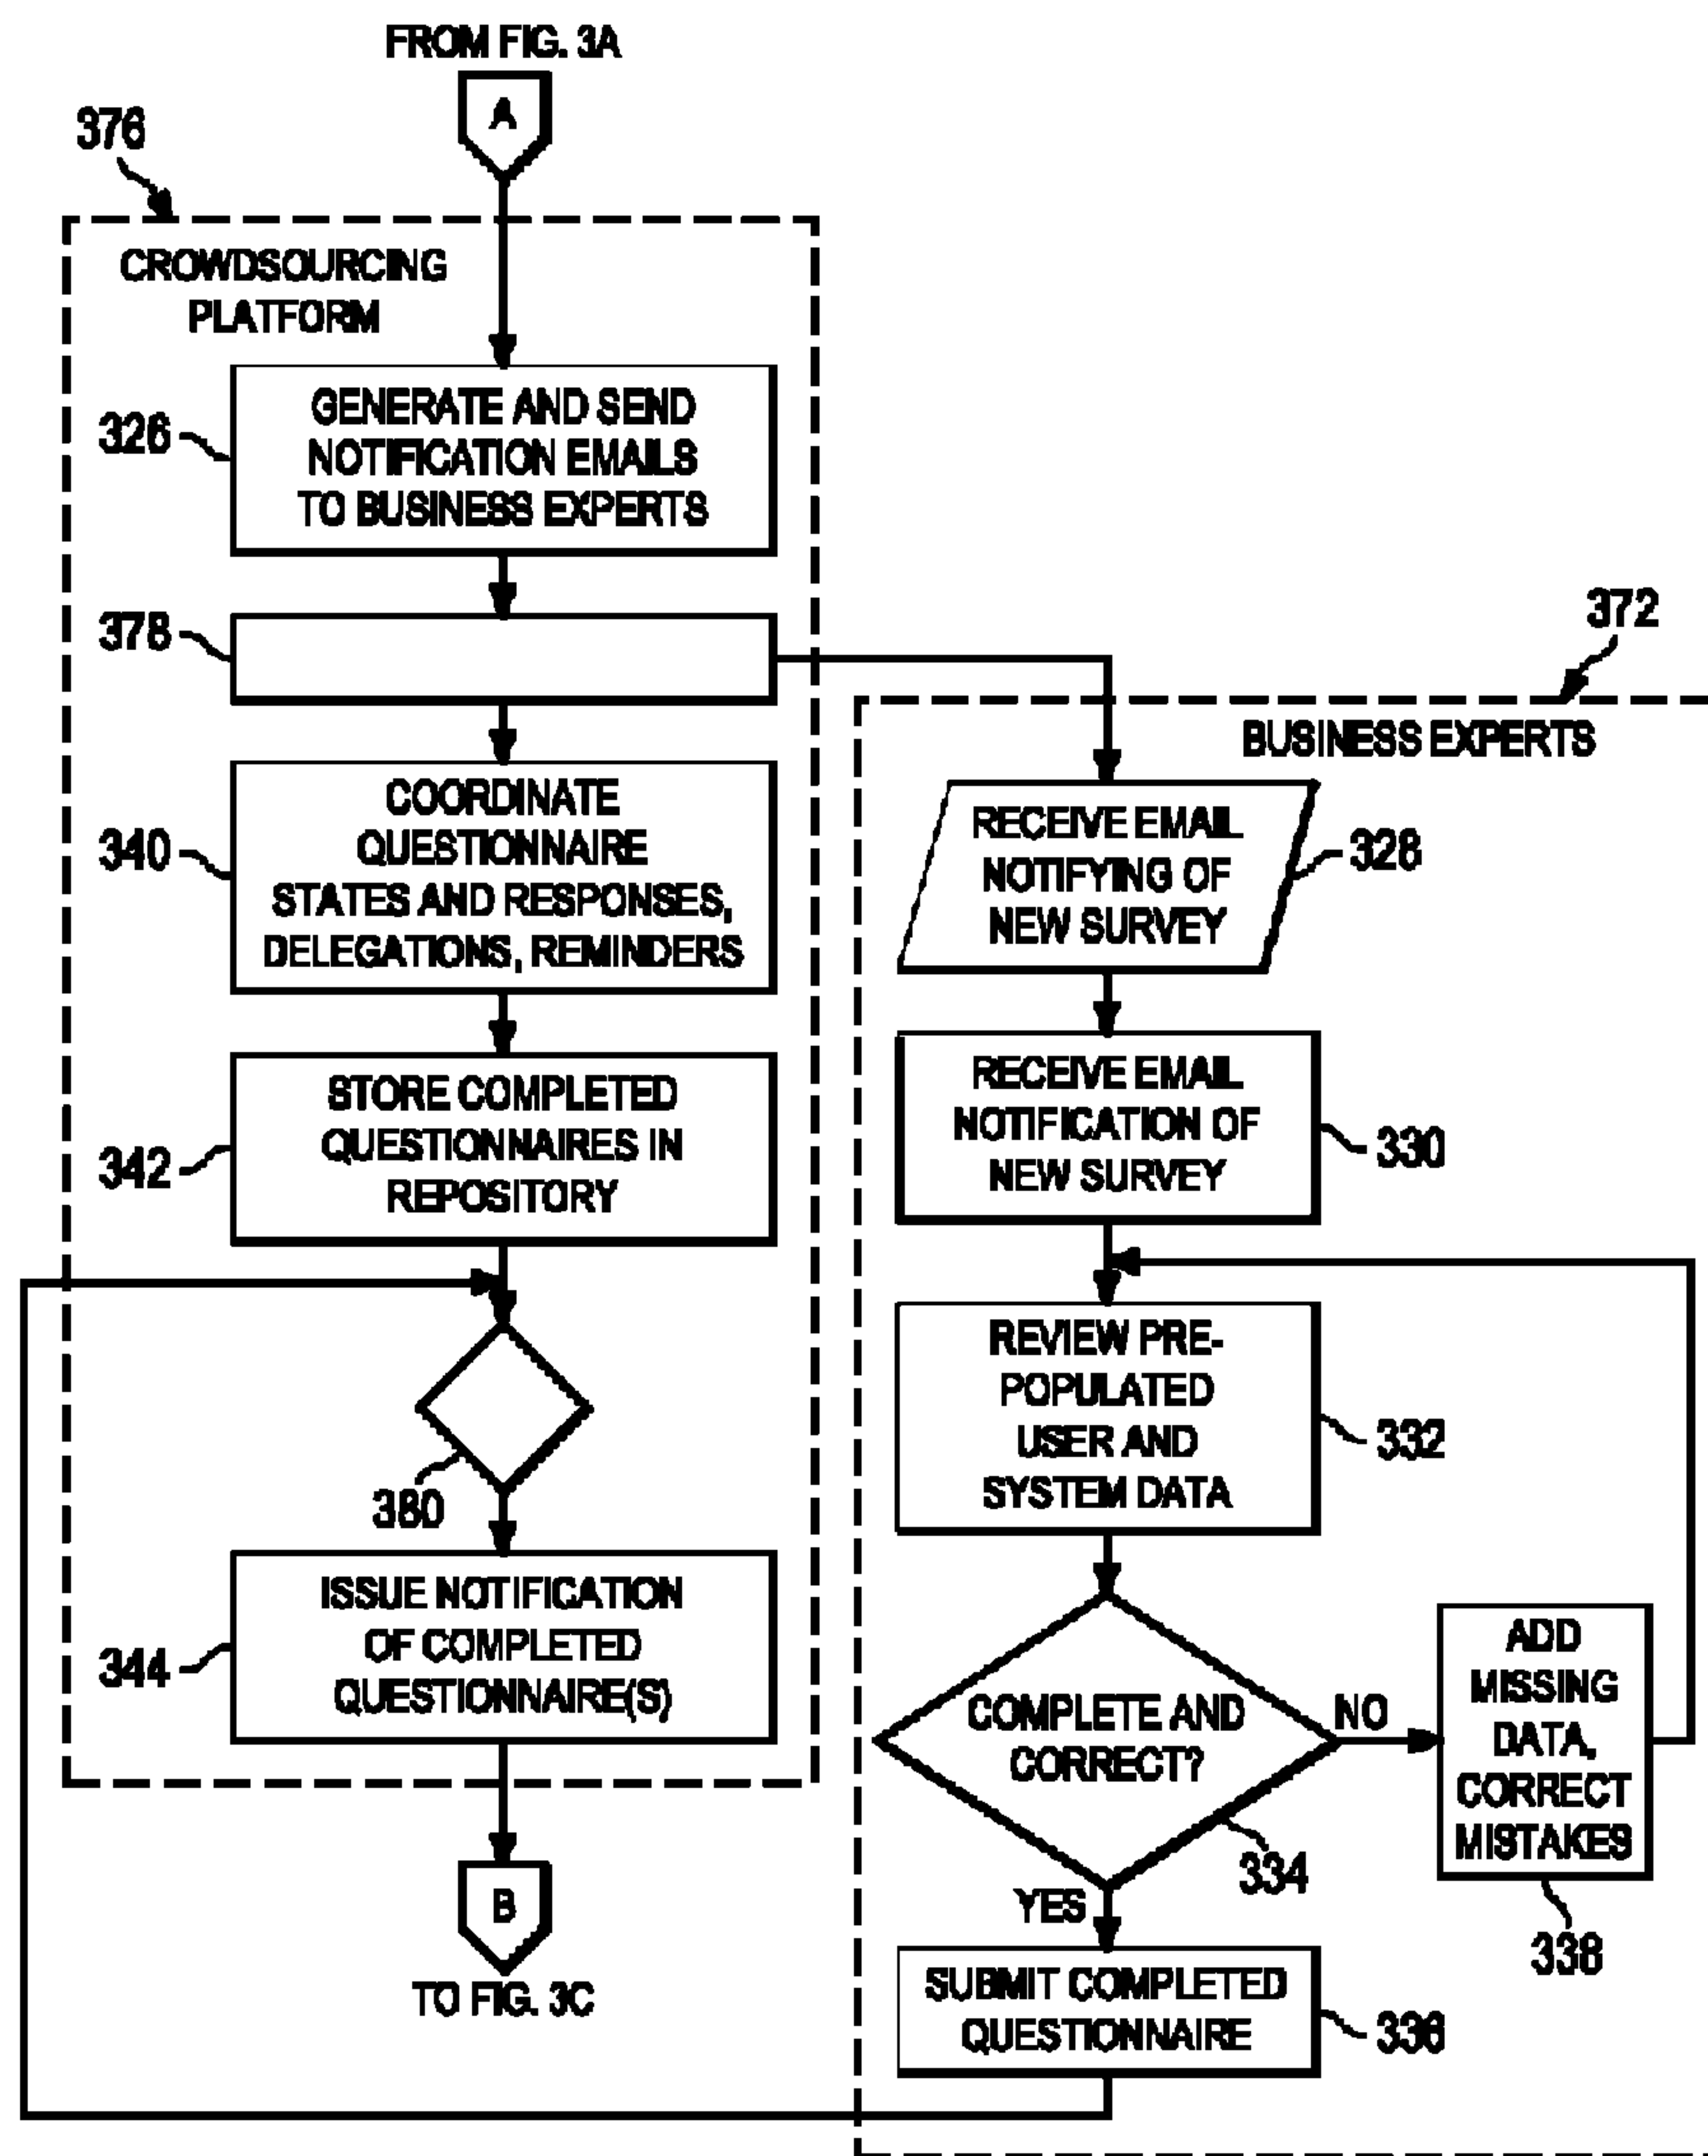 FROM FIG. 3A
A
376
CROWDSOURCING
PLATFORM
326
GENERATE AND SEND
NOTIFICATION EMAILS
TO BUSINESS EXPERTS
378
340
COORDINATE
QUESTIONNAIRE
STATES AND RESPONSES,
DELEGATIONS, REMINDERS
342
STORE COMPLETED
QUESTIONNAIRES IN
REPOSITORY
380
344
ISSUE NOTIFICATION
OF COMPLETED
QUESTIONNAIRE(S)
B
TO FIG. 3C
372
BUSINESS EXPERTS
RECEIVE EMAIL
NOTIFYING OF
NEW SURVEY
328
RECEIVE EMAIL
NOTIFICATION OF
NEW SURVEY
330
REVIEW PRE-
POPULATED
USER AND
SYSTEM DATA
332
COMPLETE AND
CORRECT?
334
NO
ADD
MISSING
DATA,
CORRECT
MISTAKES
338
YES
SUBMIT COMPLETED
QUESTIONNAIRE
336